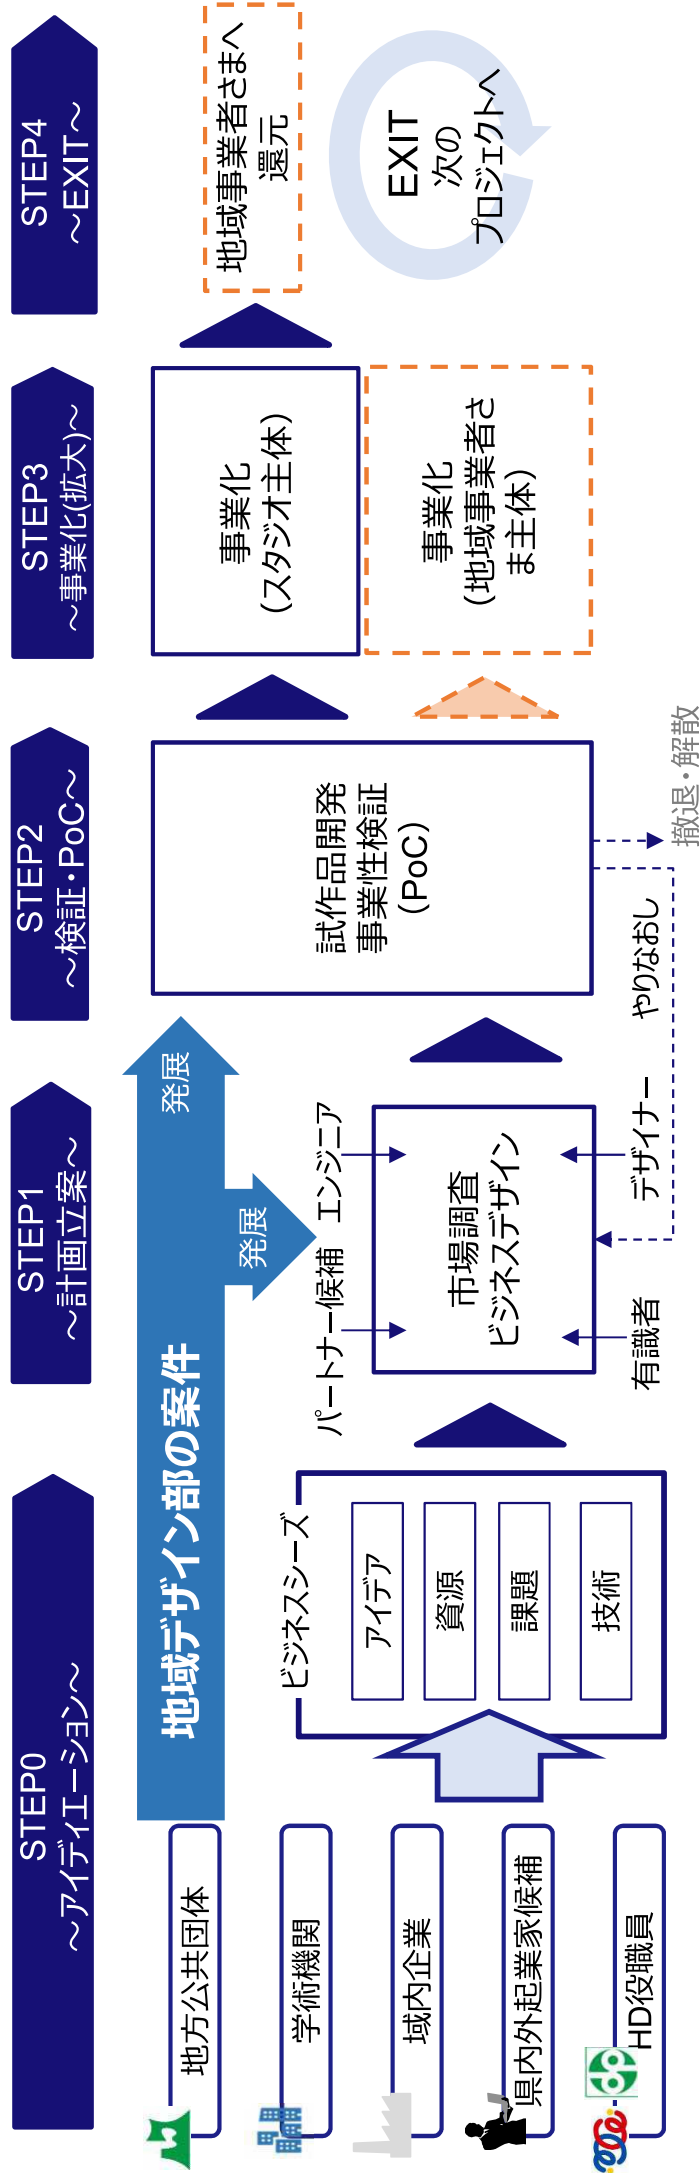 STEP0
～アイディエーション～
STEP1
～計画立案～
STEP2
～検証・PoC～
STEP3
～事業化(拡大)～
STEP4
～EXIT～
地方公共団体
学術機関
域内企業
県内外起業家候補
HD役職員
地域デザイン部の案件
発展
発展
ビジネスシーズ
アイデア
資源
課題
技術
パートナー候補
エンジニア
市場調査
ビジネスデザイン
有識者
デザイナー
やりなおし
試作品開発
事業性検証
(PoC)
撤退・解散
事業化
(スタジオ主体)
事業化
(地域事業者さ
ま主体)
地域事業者さまへ
還元
EXIT
次の
プロジェクトへ